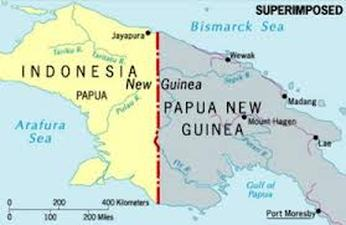 SUPERIMPOSED
Bismarck Sea
Jayapura
Wewak
INDONESIA
New Guinea
PAPUA
PAPUA NEW
GUINEA
Madang
Mount Hagen
Arafura
Sea
Lae
Fly R.
Gulf of
Papua
Port Moresby
0 200 400 Kilometers
0 100 200 Miles